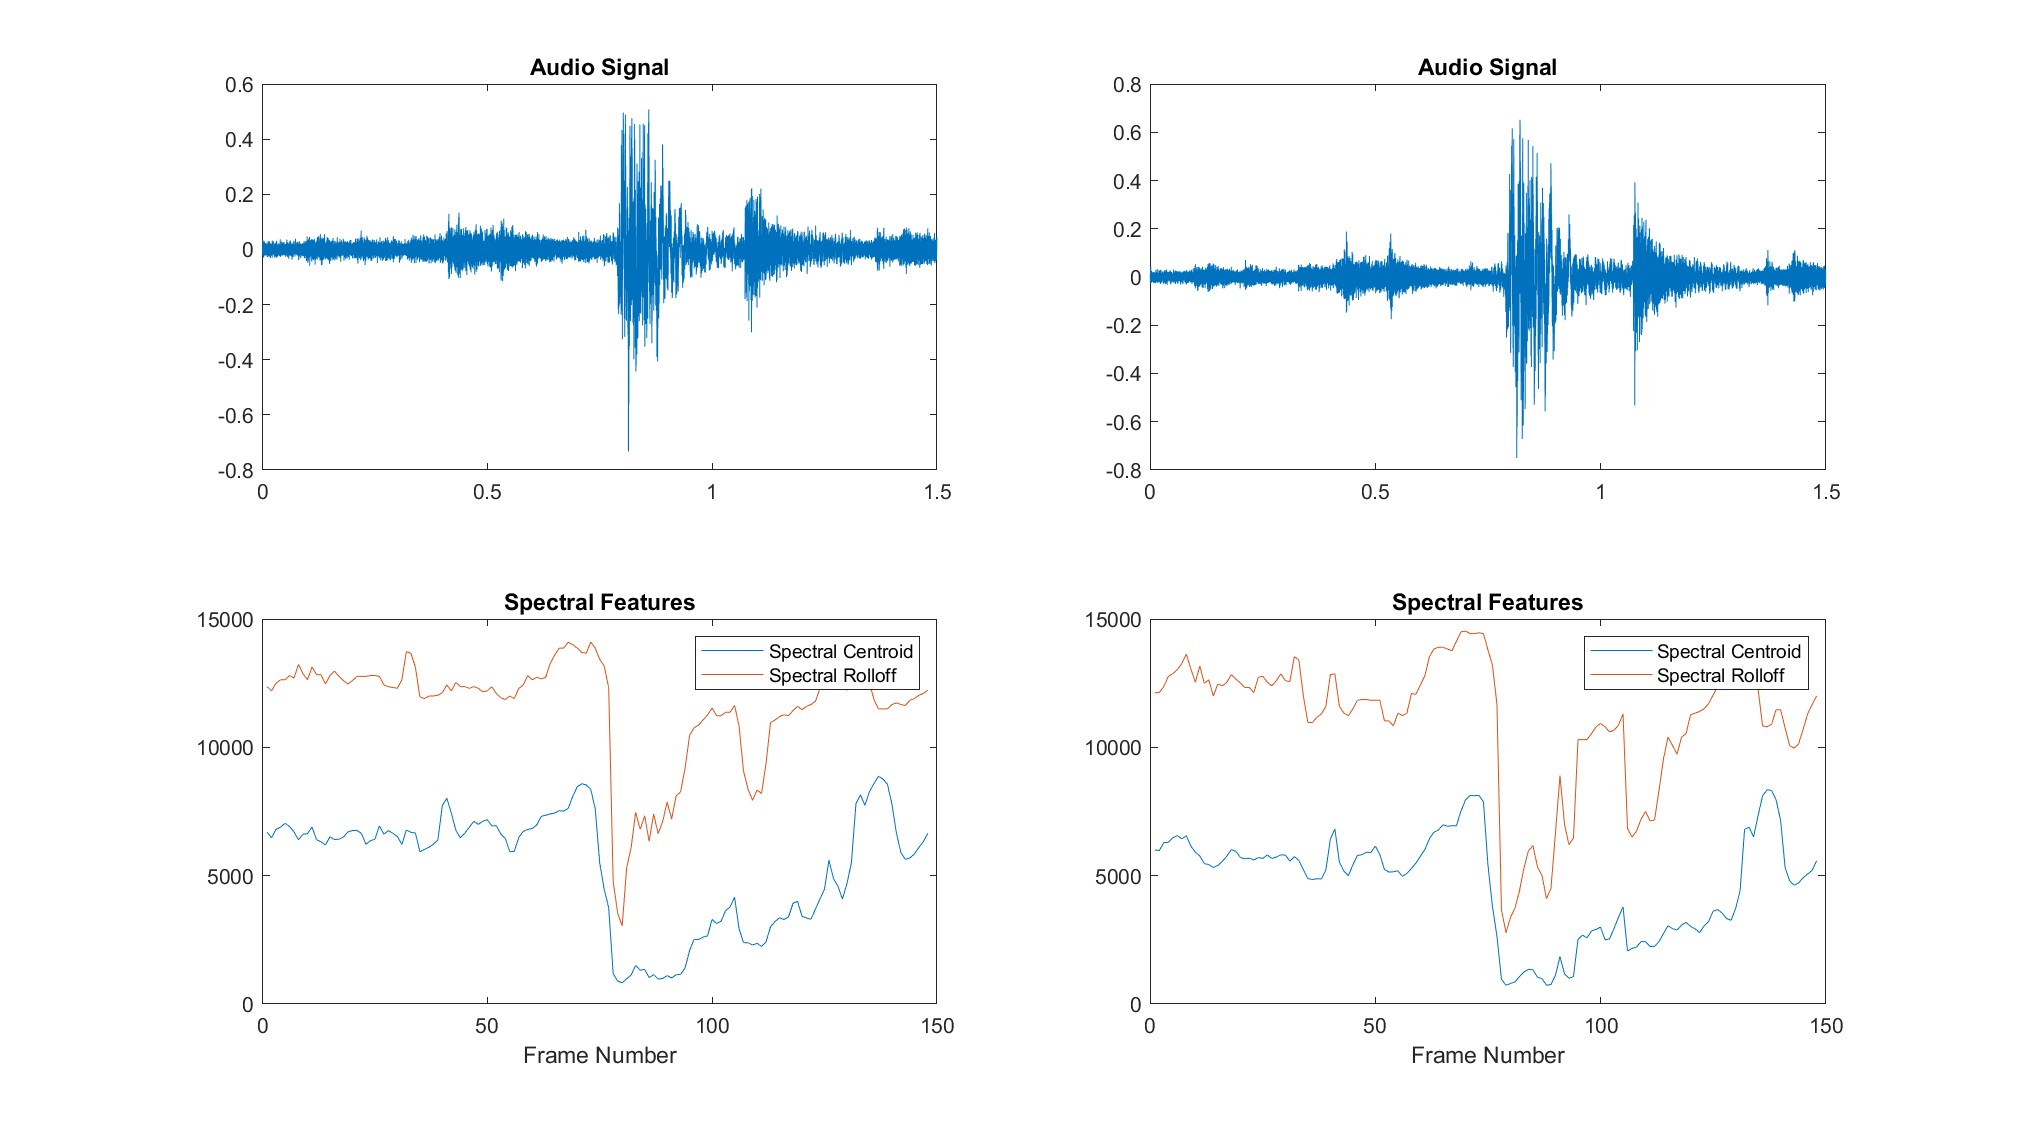 Audio Signal
0.6
0.4
0.2
0
-0.2
-0.4
-0.6
-0.8
0 0.5 1 1.5
Audio Signal
0.8
0.6
0.4
0.2
0
-0.2
-0.4
-0.6
-0.8
0 0.5 1 1.5
Spectral Features
15000
10000
5000
0
Spectral Centroid
Spectral Rolloff
0 50 100 150
Frame Number
Spectral Features
15000
10000
5000
0
Spectral Centroid
Spectral Rolloff
0 50 100 150
Frame Number